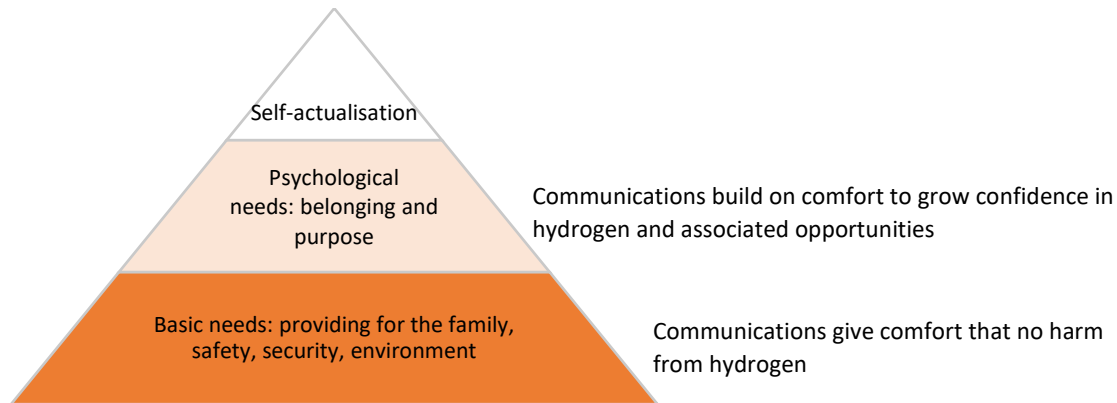 Self-actualisation
Psychological
needs: belonging and
purpose
Communications build on comfort to grow confidence in
hydrogen and associated opportunities
Basic needs: providing for the family,
safety, security, environment
Communications give comfort that no harm
from hydrogen